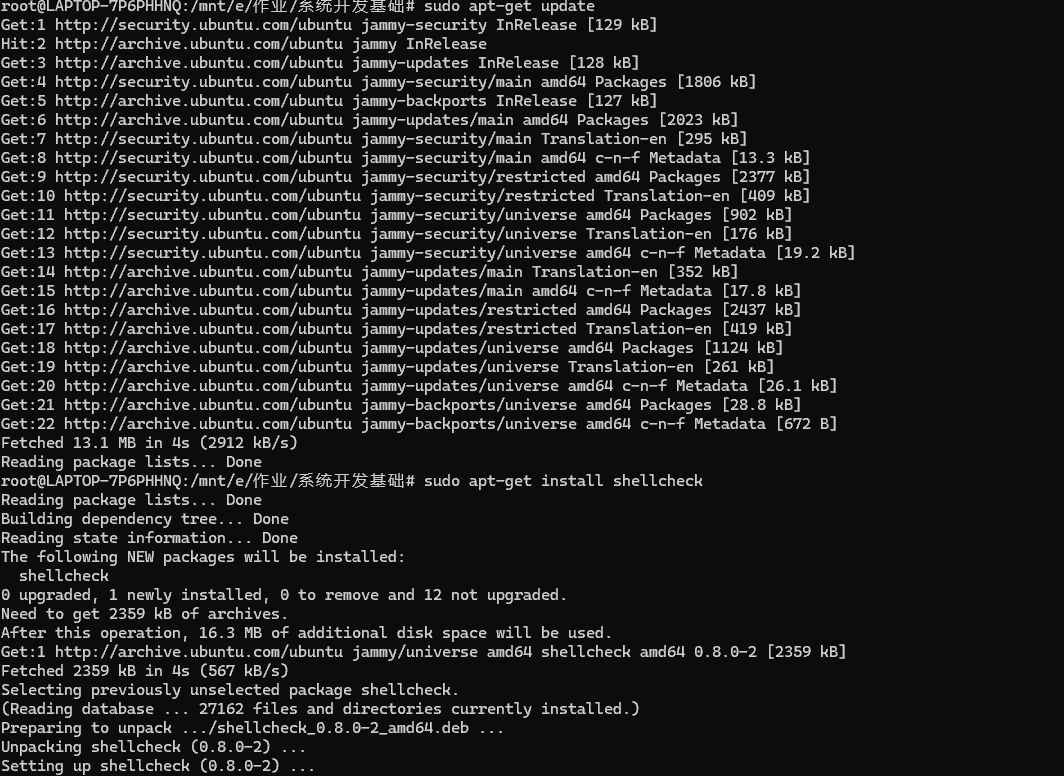 root@LAPTOP-7P6PHHNQ:/mnt/e/作业/系统开发基础# sudo apt-get update
Get:1 http://security.ubuntu.com/ubuntu jammy-security InRelease [129 kB]
Hit:2 http://archive.ubuntu.com/ubuntu jammy InRelease
Get:3 http://archive.ubuntu.com/ubuntu jammy-updates InRelease [128 kB]
Get:4 http://security.ubuntu.com/ubuntu jammy-security/main amd64 Packages [1806 kB]
Get:5 http://archive.ubuntu.com/ubuntu jammy-backports InRelease [127 kB]
Get:6 http://archive.ubuntu.com/ubuntu jammy-updates/main amd64 Packages [2023 kB]
Get:7 http://security.ubuntu.com/ubuntu jammy-security/main Translation-en [295 kB]
Get:8 http://security.ubuntu.com/ubuntu jammy-security/main amd64 c-n-f Metadata [13.3 kB]
Get:9 http://security.ubuntu.com/ubuntu jammy-security/restricted amd64 Packages [2377 kB]
Get:10 http://security.ubuntu.com/ubuntu jammy-security/restricted Translation-en [409 kB]
Get:11 http://security.ubuntu.com/ubuntu jammy-security/universe amd64 Packages [902 kB]
Get:12 http://security.ubuntu.com/ubuntu jammy-security/universe Translation-en [176 kB]
Get:13 http://security.ubuntu.com/ubuntu jammy-security/universe amd64 c-n-f Metadata [19.2 kB]
Get:14 http://archive.ubuntu.com/ubuntu jammy-updates/main Translation-en [352 kB]
Get:15 http://archive.ubuntu.com/ubuntu jammy-updates/main amd64 c-n-f Metadata [17.8 kB]
Get:16 http://archive.ubuntu.com/ubuntu jammy-updates/restricted amd64 Packages [2437 kB]
Get:17 http://archive.ubuntu.com/ubuntu jammy-updates/restricted Translation-en [419 kB]
Get:18 http://archive.ubuntu.com/ubuntu jammy-updates/universe amd64 Packages [1124 kB]
Get:19 http://archive.ubuntu.com/ubuntu jammy-updates/universe Translation-en [261 kB]
Get:20 http://archive.ubuntu.com/ubuntu jammy-updates/universe amd64 c-n-f Metadata [26.1 kB]
Get:21 http://archive.ubuntu.com/ubuntu jammy-backports/universe amd64 Packages [28.8 kB]
Get:22 http://archive.ubuntu.com/ubuntu jammy-backports/universe amd64 c-n-f Metadata [672 B]
Fetched 13.1 MB in 4s (2912 kB/s)
Reading package lists... Done
root@LAPTOP-7P6PHHNQ:/mnt/e/作业/系统开发基础# sudo apt-get install shellcheck
Reading package lists... Done
Building dependency tree... Done
Reading state information... Done
The following NEW packages will be installed:
  shellcheck
0 upgraded, 1 newly installed, 0 to remove and 12 not upgraded.
Need to get 2359 kB of archives.
After this operation, 16.3 MB of additional disk space will be used.
Get:1 http://archive.ubuntu.com/ubuntu jammy/universe amd64 shellcheck amd64 0.8.0-2 [2359 kB]
Fetched 2359 kB in 4s (567 kB/s)
Selecting previously unselected package shellcheck.
(Reading database ... 27162 files and directories currently installed.)
Preparing to unpack .../shellcheck_0.8.0-2_amd64.deb ...
Unpacking shellcheck (0.8.0-2) ...
Setting up shellcheck (0.8.0-2) ...